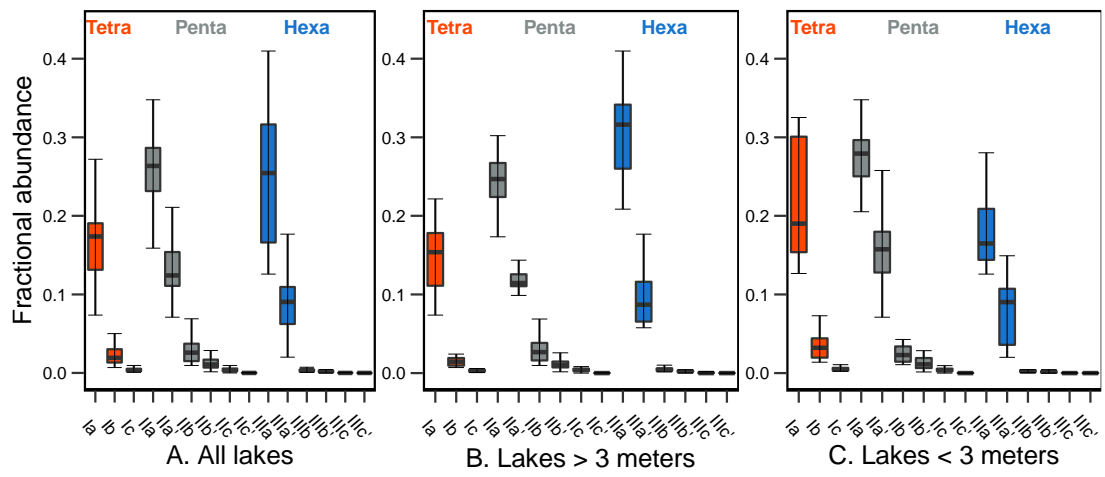 Tetra Penta Hexa
Tetra Penta Hexa
Tetra Penta Hexa
Fractional abundance
0.4
0.3
0.2
0.1
0.0
0.4
0.3
0.2
0.1
0.0
0.4
0.3
0.2
0.1
0.0
Ia Ib Ic IIa IIa' IIb IIb' IIc IIc' IIIa IIIa' IIIb IIIb' IIIc IIIc'
Ia Ib Ic IIa IIa' IIb IIb' IIc IIc' IIIa IIIa' IIIb IIIb' IIIc IIIc'
Ia Ib Ic IIa IIa' IIb IIb' IIc IIc' IIIa IIIa' IIIb IIIb' IIIc IIIc'
A. All lakes
B. Lakes > 3 meters
C. Lakes < 3 meters